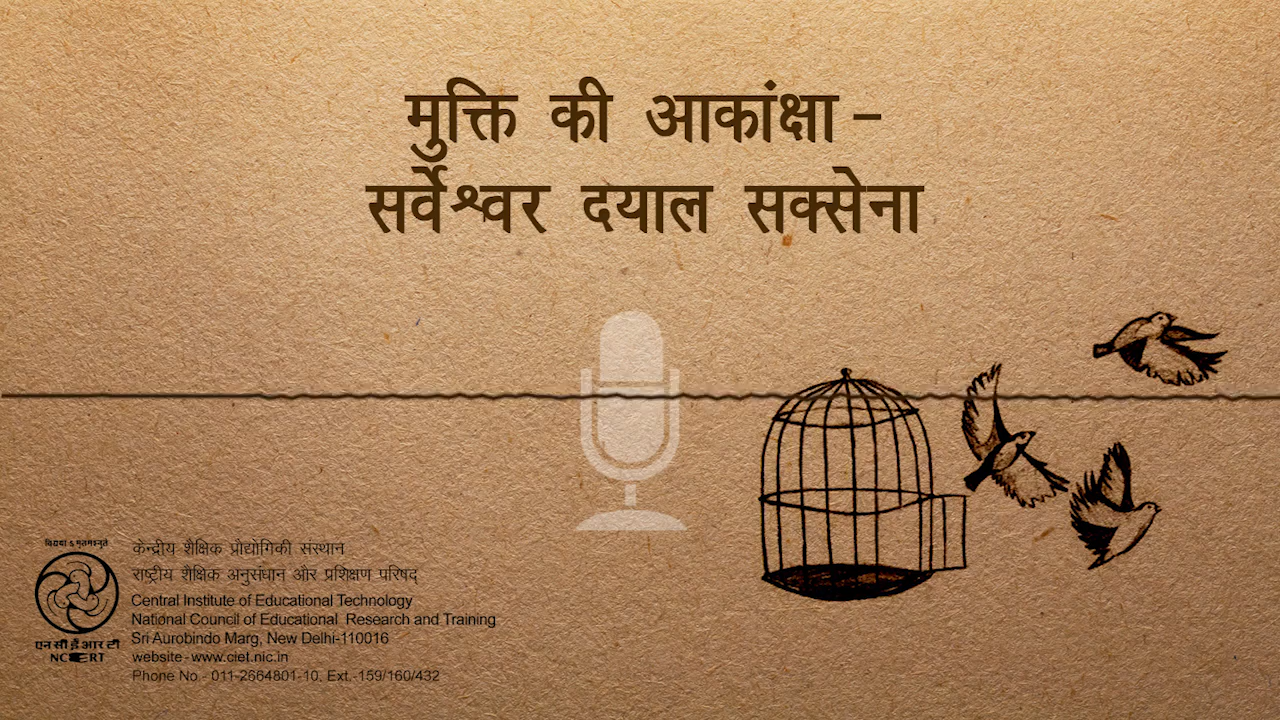 मुक्ति की आकांक्षा -
सर्वेश्वर दयाल सक्सेना
विद्यया ऽ मृतमश्नुते
एन सी ई आर टी
NCERT
केन्द्रीय शैक्षिक प्रौद्योगिकी संस्थान
राष्ट्रीय शैक्षिक अनुसंधान और प्रशिक्षण परिषद्
Central Institute of Educational Technology
National Council of Educational Research and Training
Sri Aurobindo Marg, New Delhi-110016
website - www.ciet.nic.in
Phone No.- 011-2664801-10, Ext.-159/160/432